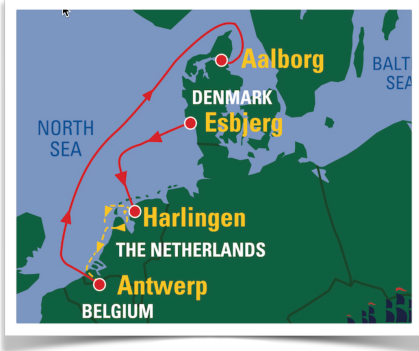 Aalborg
BALT
SEA
DENMARK
Esbjerg
NORTH
SEA
Harlingen
THE NETHERLANDS
Antwerp
BELGIUM